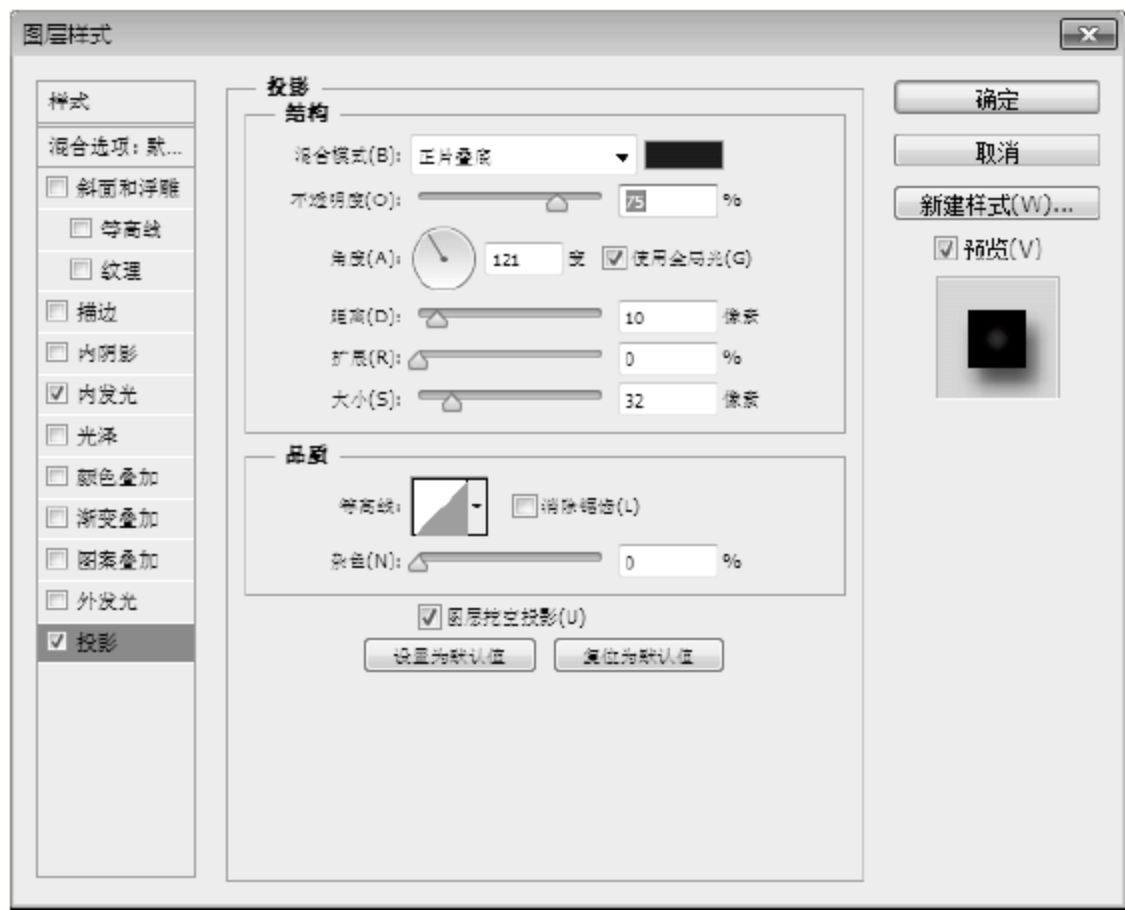 图层样式
样式
混合选项:默...
斜面和浮雕
等高线
纹理
描边
内阴影
内发光
光泽
颜色叠加
渐变叠加
图案叠加
外发光
投影
投影
结构
混合模式(B): 正片叠底
不透明度(O): 75 %
角度(A): 121 度 使用全局光(G)
距离(D): 10 像素
扩展(R): 0 %
大小(S): 32 像素
品质
等高线: 消除锯齿(L)
杂色(N): 0 %
图层挖空投影(U)
设置为默认值 复位为默认值
确定
取消
新建样式(W)...
预览(V)